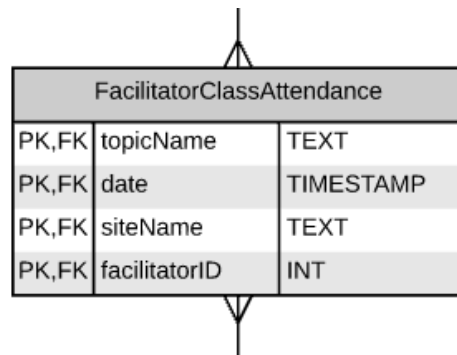 FacilitatorClassAttendance
PK,FK topicName TEXT
PK,FK date TIMESTAMP
PK,FK siteName TEXT
PK,FK facilitatorID INT